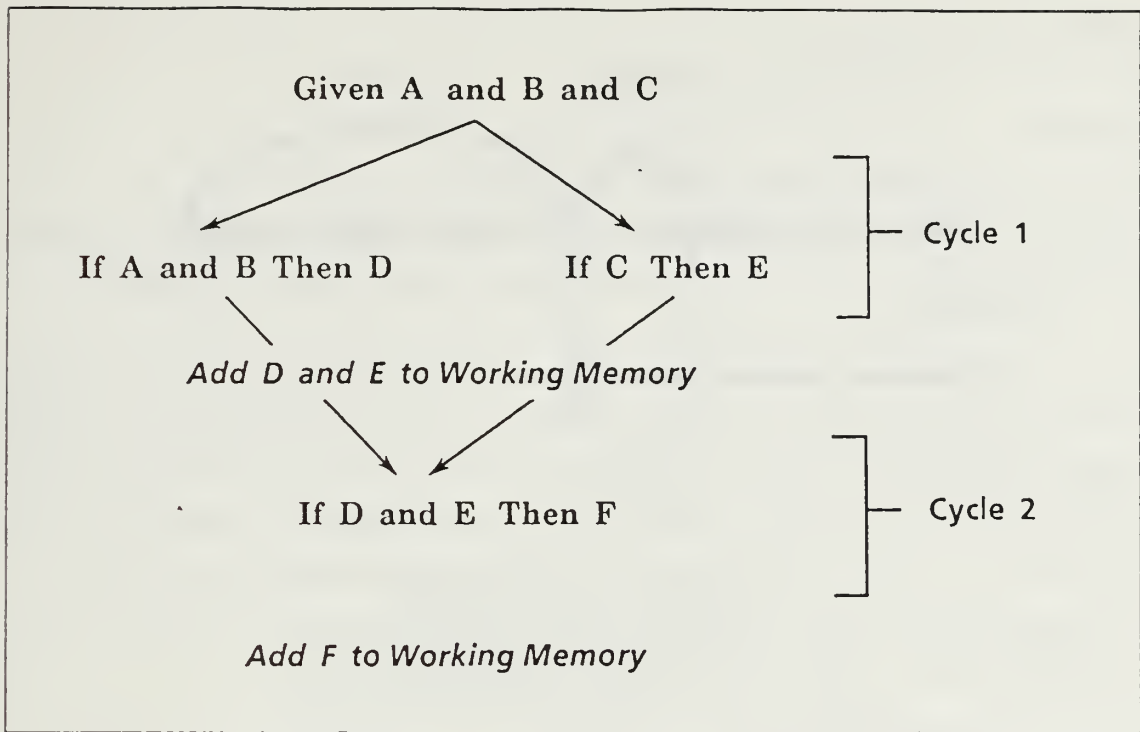 Given A and B and C
Cycle 1
If A and B Then D
If C Then E
Add D and E to Working Memory
If D and E Then F
Cycle 2
Add F to Working Memory